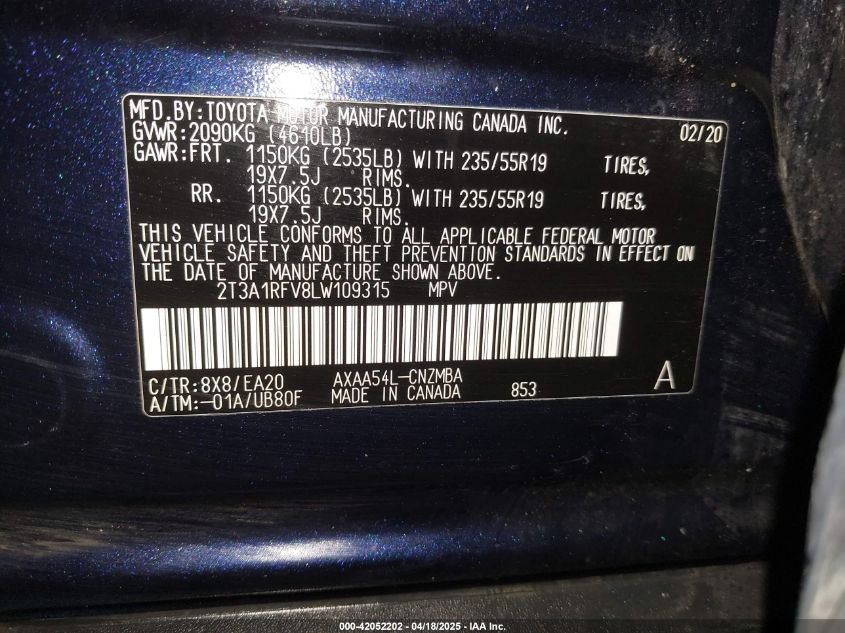 MFD.BY:TOYOTA MOTOR MANUFACTURING CANADA INC. 02/20
GVWR:2090KG (4610LB)
GAWR:FRT. 1150KG (2535LB) WITH 235/55R19 TIRES,
19X7.5J RIMS.
RR. 1150KG (2535LB) WITH 235/55R19 TIRES,
19X7.5J RIMS.
THIS VEHICLE CONFORMS TO ALL APPLICABLE FEDERAL MOTOR
VEHICLE SAFETY AND THEFT PREVENTION STANDARDS IN EFFECT ON
THE DATE OF MANUFACTURE SHOWN ABOVE.
2T3A1RFV8LW109315 MPV
C/TR:8X8/EA20 AXAA54L-CNZMBA A
A/TM:-01A/UB80F MADE IN CANADA 853
000-42052202 - 04/18/2025 - IAA Inc.